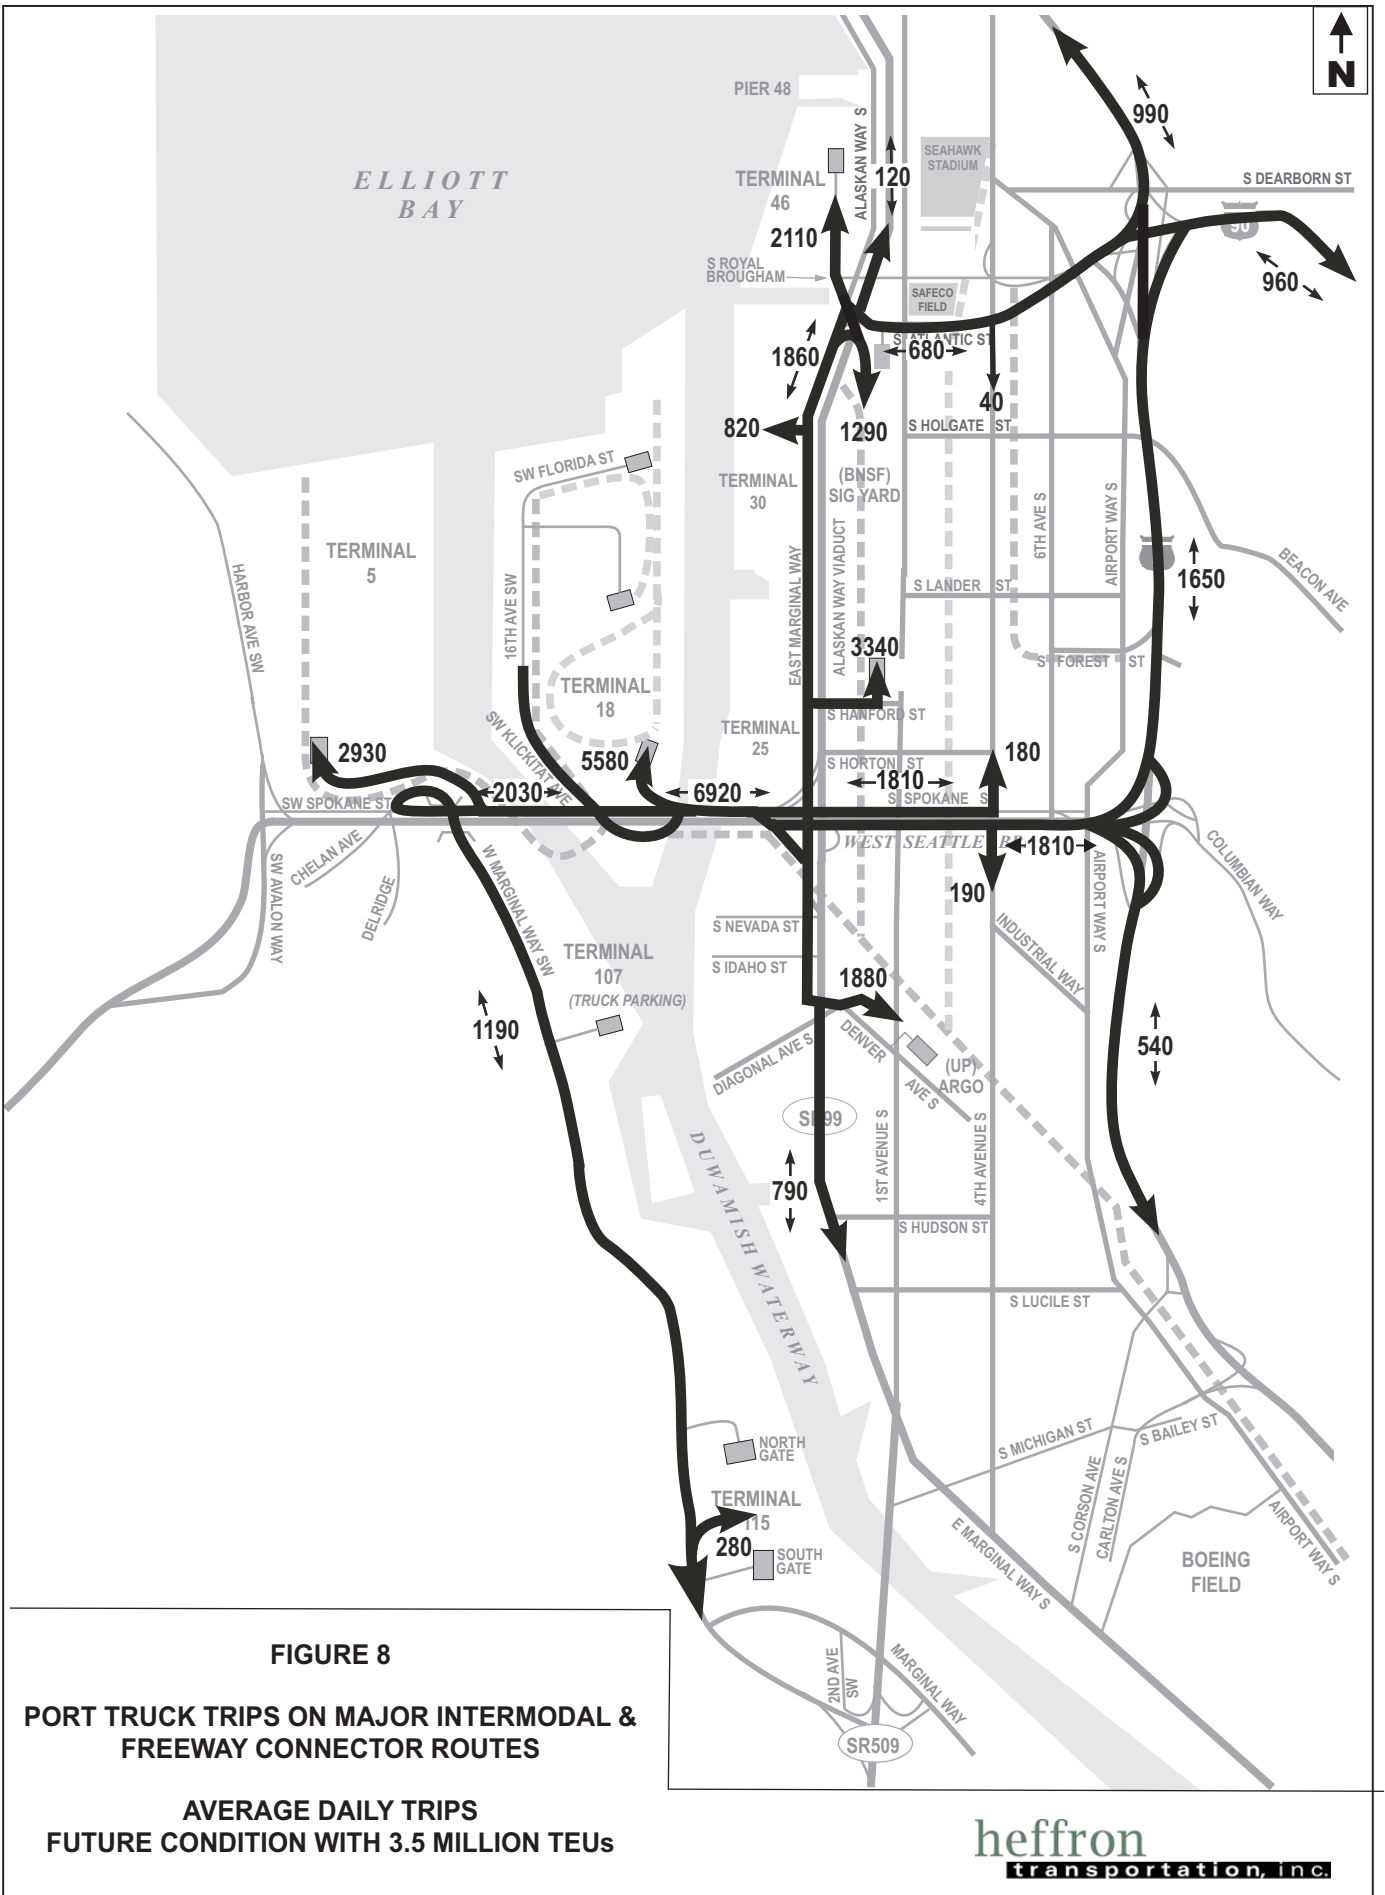 N
PIER 48
ALASKAN WAY S
990
SEAHAWK
STADIUM
ELLIOTT
BAY
TERMINAL
46
120
S DEARBORN ST
2110
90
S ROYAL
BROUGHAM
960
SAFECO
FIELD
S ATLANTIC ST
1860
680
40
820
1290
S HOLGATE ST
SW FLORIDA ST
TERMINAL
30
(BNSF)
SIG YARD
6TH AVE S
AIRPORT WAY S
TERMINAL
5
EAST MARGINAL WAY
ALASKAN WAY VIADUCT
BEACON AVE
HARBOR AVE SW
16TH AVE SW
S LANDER ST
1650
3340
S FOREST ST
TERMINAL
18
SW KLICKITAT AVE
TERMINAL
25
S HANFORD ST
2930
5580
180
S HORTON ST
2030
6920
1810
SW SPOKANE ST
S SPOKANE S
WEST SEATTLE BR
1810
CHELAN AVE
SW AVALON WAY
DELRIDGE
W MARGINAL WAY SW
COLUMBIAN WAY
AIRPORT WAY S
190
S NEVADA ST
INDUSTRIAL WAY
S IDAHO ST
TERMINAL
107
(TRUCK PARKING)
1880
1190
DIAGONAL AVE S
DENVER
AVE S
(UP)
ARGO
540
SR99
DUWAMISH WATERWAY
1ST AVENUE S
4TH AVENUE S
790
S HUDSON ST
S LUCILE ST
NORTH
GATE
S MICHIGAN ST
S BAILEY ST
S CORSON AVE
CARLTON AVE S
TERMINAL
115
280
SOUTH
GATE
E MARGINAL WAY S
AIRPORT WAY S
BOEING
FIELD
2ND AVE
SW
MARGINAL WAY
SR509
FIGURE 8
PORT TRUCK TRIPS ON MAJOR INTERMODAL &
FREEWAY CONNECTOR ROUTES
AVERAGE DAILY TRIPS
FUTURE CONDITION WITH 3.5 MILLION TEUs
heffron
transportation, inc.